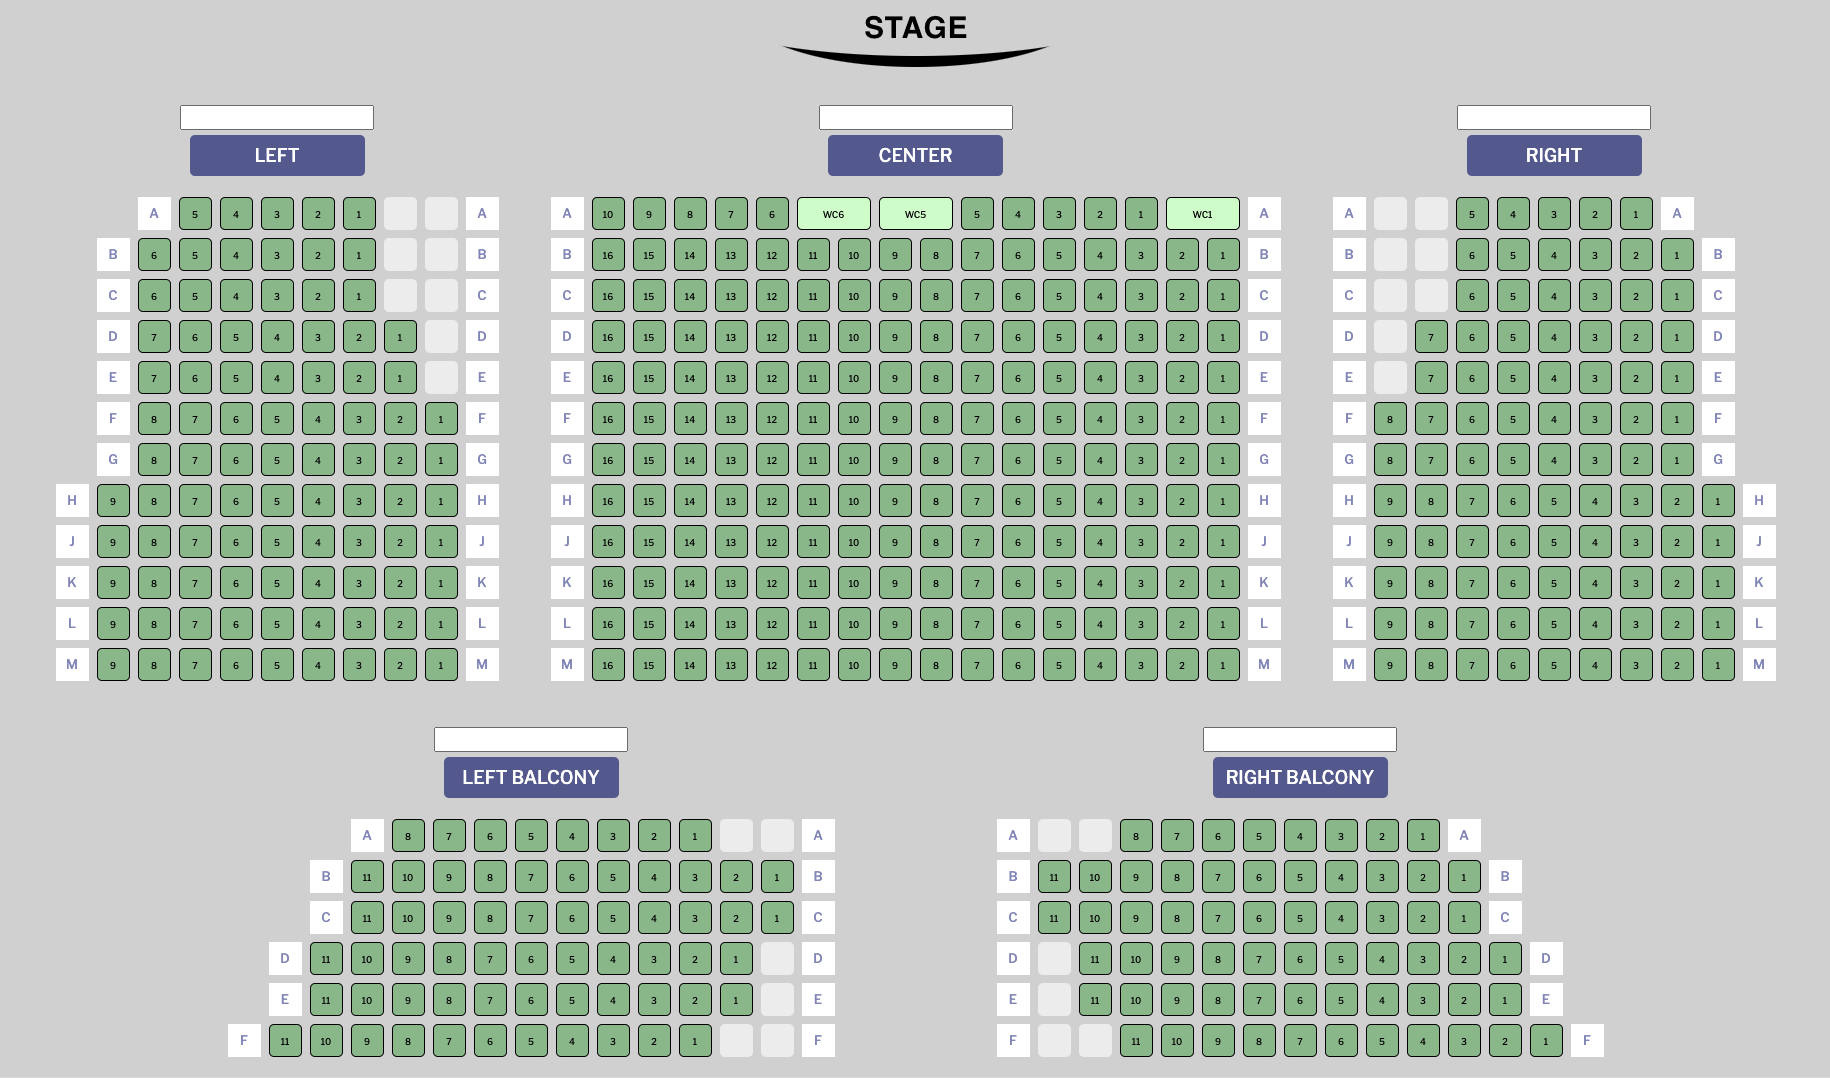 STAGE
LEFT CENTER RIGHT
A 5 4 3 2 1 A A 10 9 8 7 6 WC6 WC5 5 4 3 2 1 WC1 A A 5 4 3 2 1 A
B 6 5 4 3 2 1 B B 16 15 14 13 12 11 10 9 8 7 6 5 4 3 2 1 B B 6 5 4 3 2 1 B
C 6 5 4 3 2 1 C C 16 15 14 13 12 11 10 9 8 7 6 5 4 3 2 1 C C 6 5 4 3 2 1 C
D 7 6 5 4 3 2 1 D D 16 15 14 13 12 11 10 9 8 7 6 5 4 3 2 1 D D 7 6 5 4 3 2 1 D
E 7 6 5 4 3 2 1 E E 16 15 14 13 12 11 10 9 8 7 6 5 4 3 2 1 E E 7 6 5 4 3 2 1 E
F 8 7 6 5 4 3 2 1 F F 16 15 14 13 12 11 10 9 8 7 6 5 4 3 2 1 F F 8 7 6 5 4 3 2 1 F
G 8 7 6 5 4 3 2 1 G G 16 15 14 13 12 11 10 9 8 7 6 5 4 3 2 1 G G 8 7 6 5 4 3 2 1 G
H 9 8 7 6 5 4 3 2 1 H H 16 15 14 13 12 11 10 9 8 7 6 5 4 3 2 1 H H 9 8 7 6 5 4 3 2 1 H
J 9 8 7 6 5 4 3 2 1 J J 16 15 14 13 12 11 10 9 8 7 6 5 4 3 2 1 J J 9 8 7 6 5 4 3 2 1 J
K 9 8 7 6 5 4 3 2 1 K K 16 15 14 13 12 11 10 9 8 7 6 5 4 3 2 1 K K 9 8 7 6 5 4 3 2 1 K
L 9 8 7 6 5 4 3 2 1 L L 16 15 14 13 12 11 10 9 8 7 6 5 4 3 2 1 L L 9 8 7 6 5 4 3 2 1 L
M 9 8 7 6 5 4 3 2 1 M M 16 15 14 13 12 11 10 9 8 7 6 5 4 3 2 1 M M 9 8 7 6 5 4 3 2 1 M
LEFT BALCONY RIGHT BALCONY
A 8 7 6 5 4 3 2 1 A A 8 7 6 5 4 3 2 1 A
B 11 10 9 8 7 6 5 4 3 2 1 B B 11 10 9 8 7 6 5 4 3 2 1 B
C 11 10 9 8 7 6 5 4 3 2 1 C C 11 10 9 8 7 6 5 4 3 2 1 C
D 11 10 9 8 7 6 5 4 3 2 1 D D 11 10 9 8 7 6 5 4 3 2 1 D
E 11 10 9 8 7 6 5 4 3 2 1 E E 11 10 9 8 7 6 5 4 3 2 1 E
F 11 10 9 8 7 6 5 4 3 2 1 F F 11 10 9 8 7 6 5 4 3 2 1 F